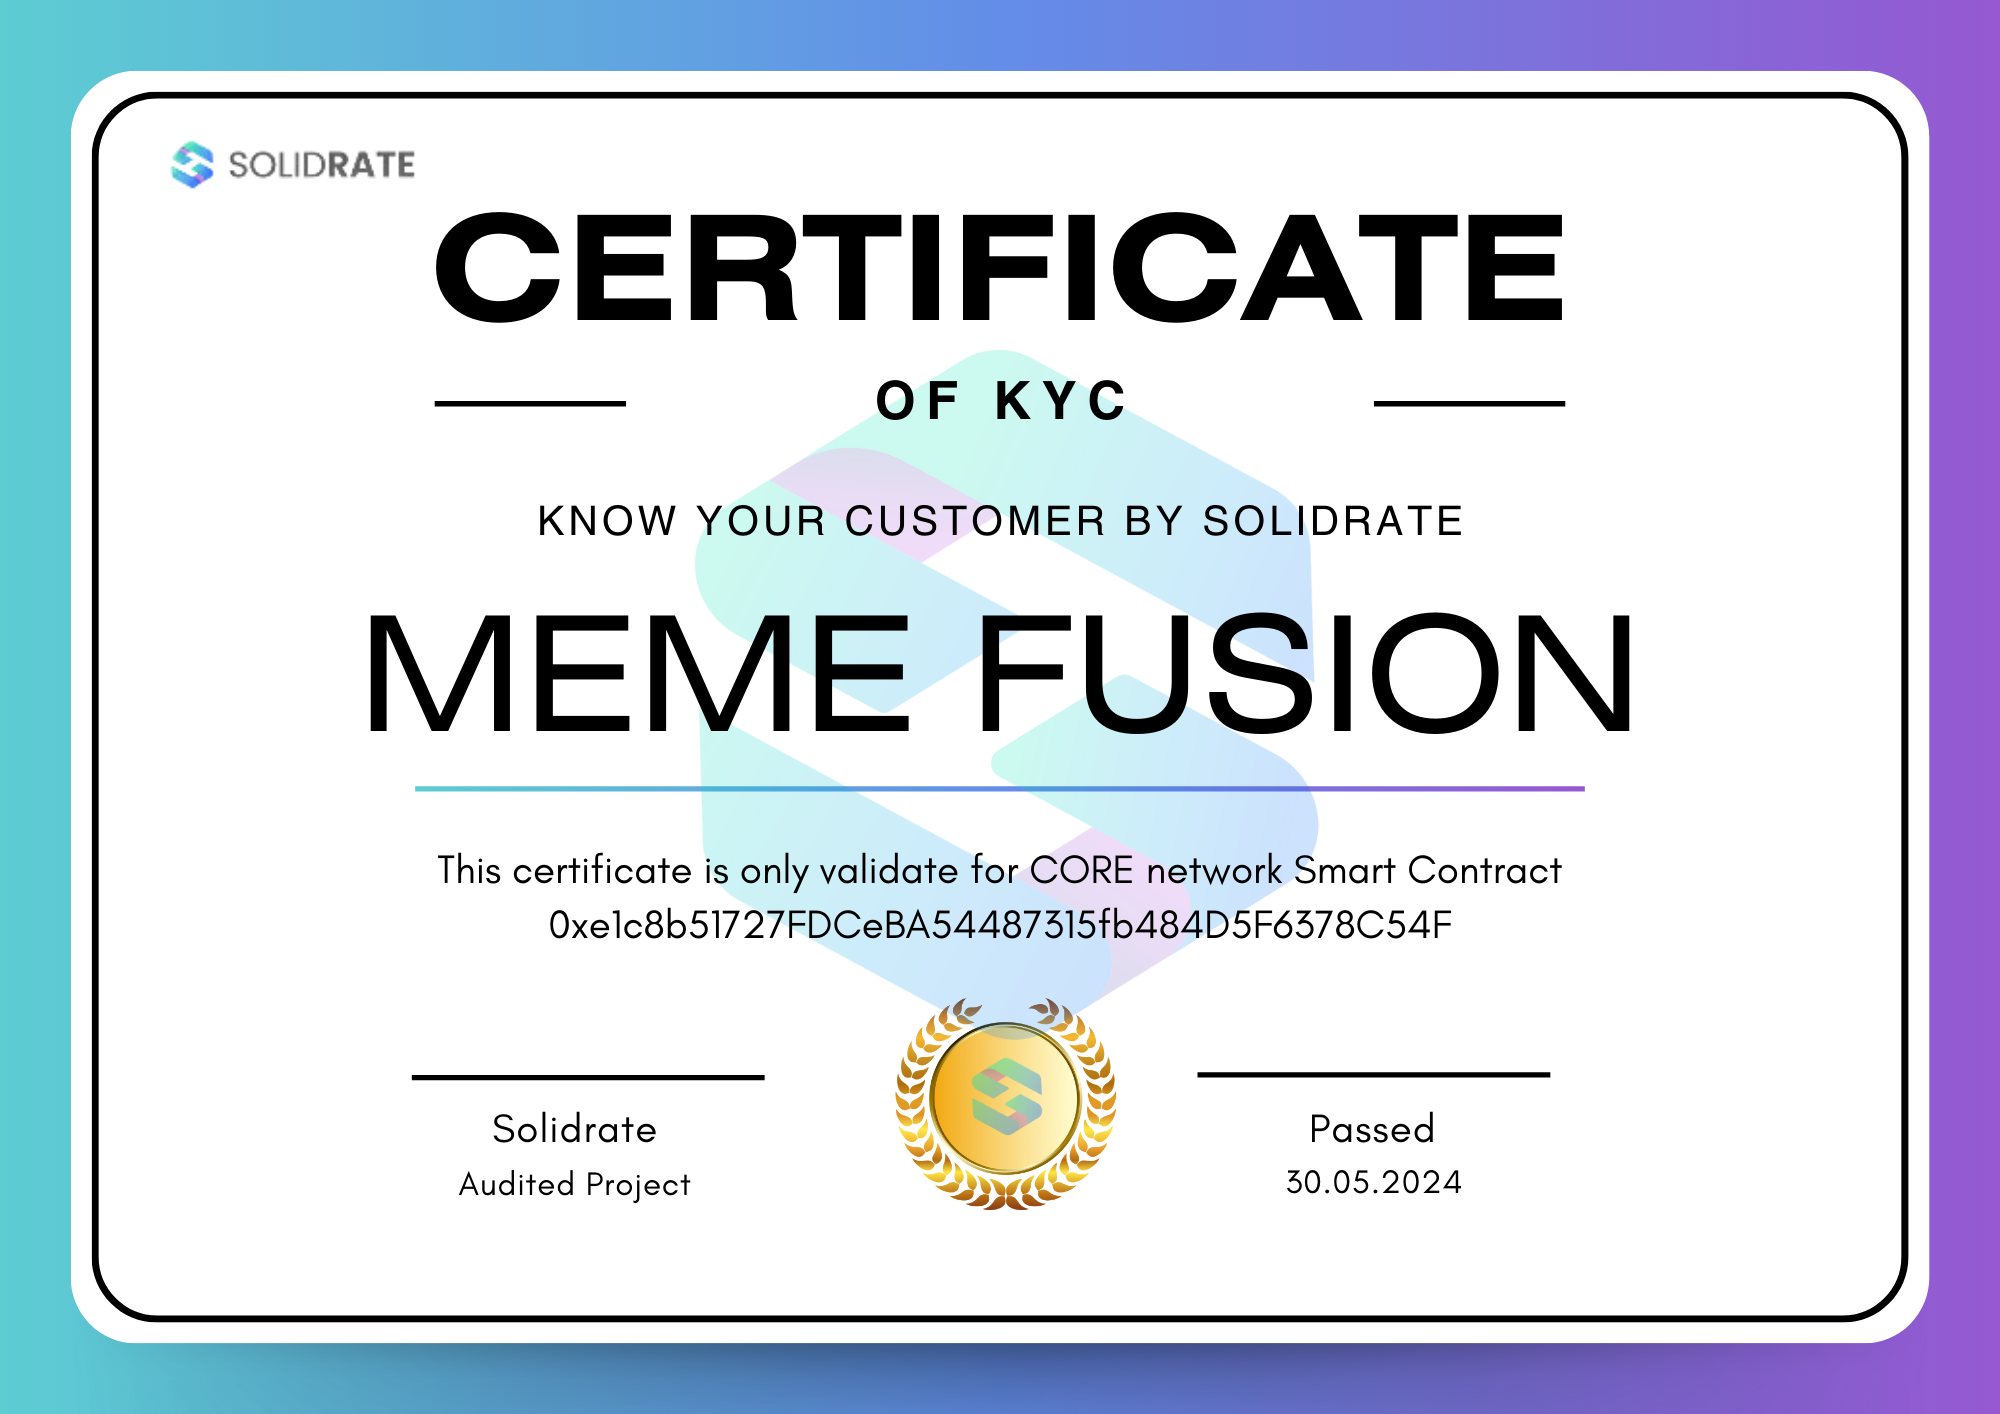 SOLIDRATE
CERTIFICATE
OF KYC
KNOW YOUR CUSTOMER BY SOLIDRATE
MEME FUSION
This certificate is only validate for CORE network Smart Contract
0xe1c8b51727FDCeBA54487315fb484D5F6378C54F
Solidrate
Audited Project
Passed
30.05.2024